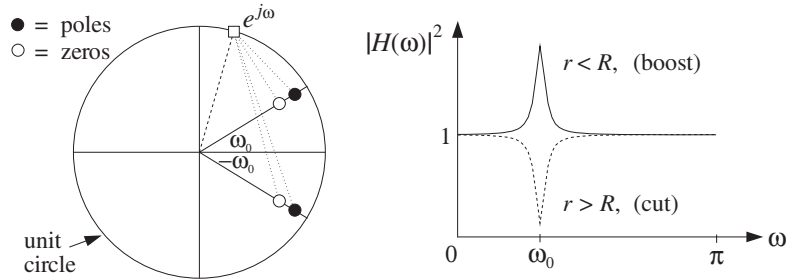 ● = poles
○ = zeros
e^{jω}
ω₀
−ω₀
unit
circle
|H(ω)|²
r < R, (boost)
1
r > R, (cut)
0
ω₀
π
ω